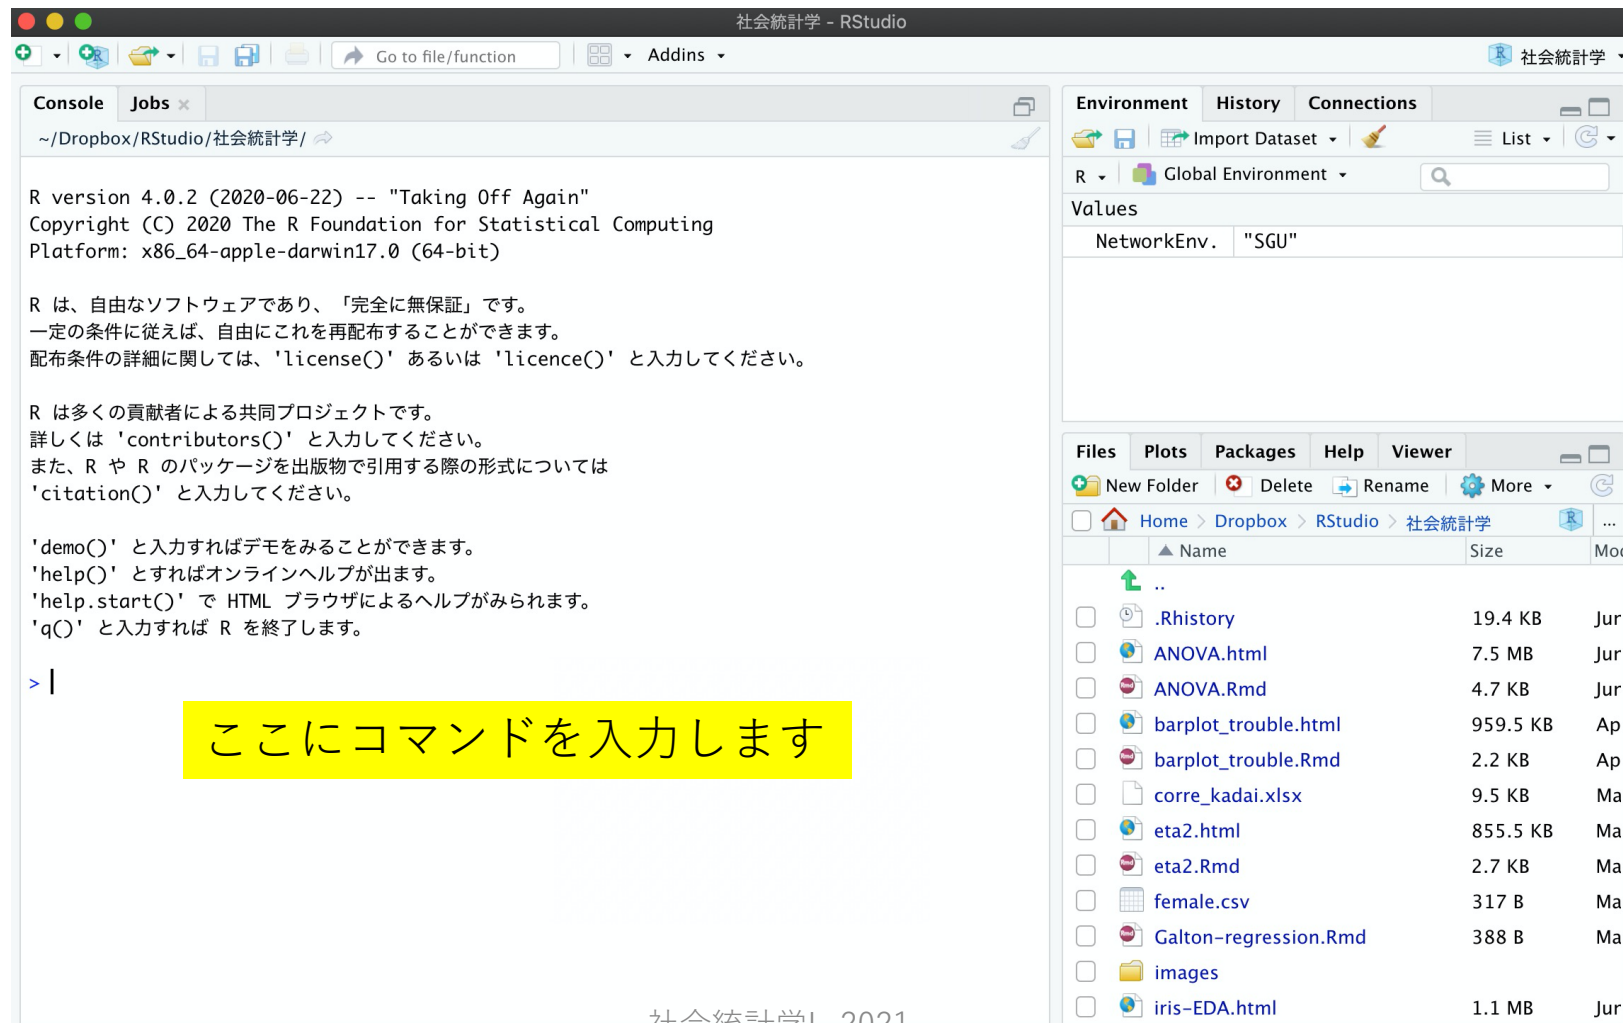 社会統計学 - RStudio
Go to file/function
Addins
社会統計学
Console Jobs
~/Dropbox/RStudio/社会統計学/
R version 4.0.2 (2020-06-22) -- "Taking Off Again"
Copyright (C) 2020 The R Foundation for Statistical Computing
Platform: x86_64-apple-darwin17.0 (64-bit)
R は、自由なソフトウェアであり、「完全に無保証」です。
一定の条件に従えば、自由にこれを再配布することができます。
配布条件の詳細に関しては、'license()' あるいは 'licence()' と入力してください。
R は多くの貢献者による共同プロジェクトです。
詳しくは 'contributors()' と入力してください。
また、R や R のパッケージを出版物で引用する際の形式については
'citation()' と入力してください。
'demo()' と入力すればデモをみることができます。
'help()' とすればオンラインヘルプが出ます。
'help.start()' で HTML ブラウザによるヘルプがみられます。
'q()' と入力すれば R を終了します。
>
ここにコマンドを入力します
社会統計学I 2021
Environment History Connections
Import Dataset List
R Global Environment
Values
NetworkEnv. "SGU"
Files Plots Packages Help Viewer
New Folder Delete Rename More
Home Dropbox RStudio 社会統計学 ...
Name Size
..
.Rhistory 19.4 KB
ANOVA.html 7.5 MB
ANOVA.Rmd 4.7 KB
barplot_trouble.html 959.5 KB
barplot_trouble.Rmd 2.2 KB
corre_kadai.xlsx 9.5 KB
eta2.html 855.5 KB
eta2.Rmd 2.7 KB
female.csv 317 B
Galton-regression.Rmd 388 B
images
iris-EDA.html 1.1 MB